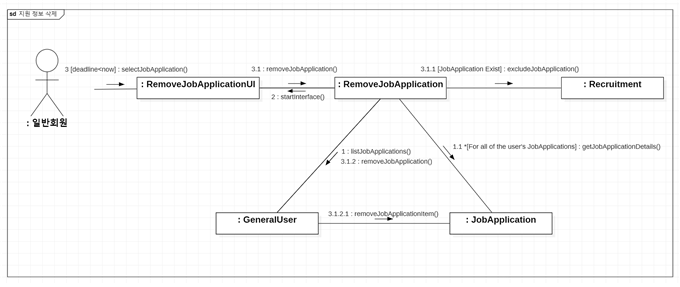 sd 지원 정보 삭제
3 [deadline<now] : selectJobApplication()
3.1 : removeJobApplication()
3.1.1 [JobApplication Exist] : excludeJobApplication()
: RemoveJobApplicationUI
: RemoveJobApplication
: Recruitment
2 : startInterface()
: 일반회원
1 : listJobApplications()
3.1.2 : removeJobApplication()
1.1 *[For all of the user's JobApplications] : getJobApplicationDetails()
: GeneralUser
3.1.2.1 : removeJobApplicationItem()
: JobApplication